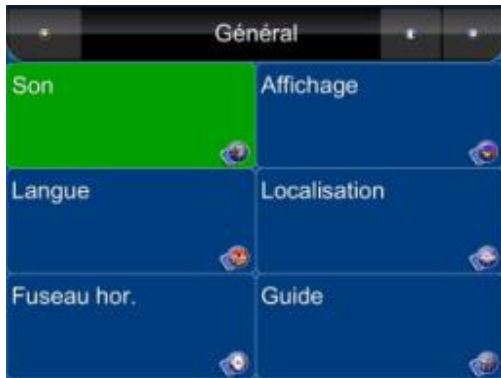 Général
Son
Affichage
Langue
Localisation
Fuseau hor.
Guide